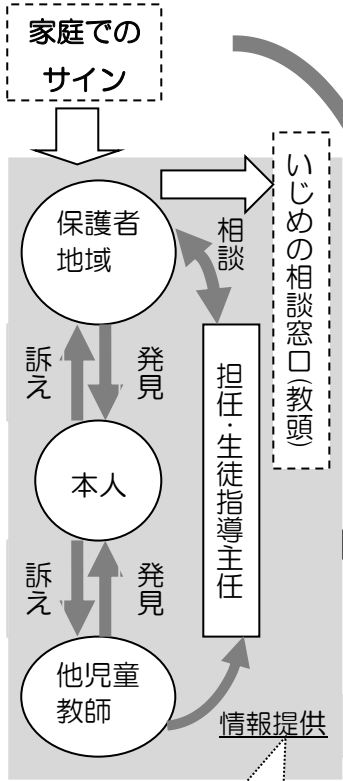 家庭での
サイン
保護者
地域
相談
いじめの相談窓口(教頭)
訴え
発見
担任・生徒指導主任
本人
訴え
発見
他児童
教師
情報提供